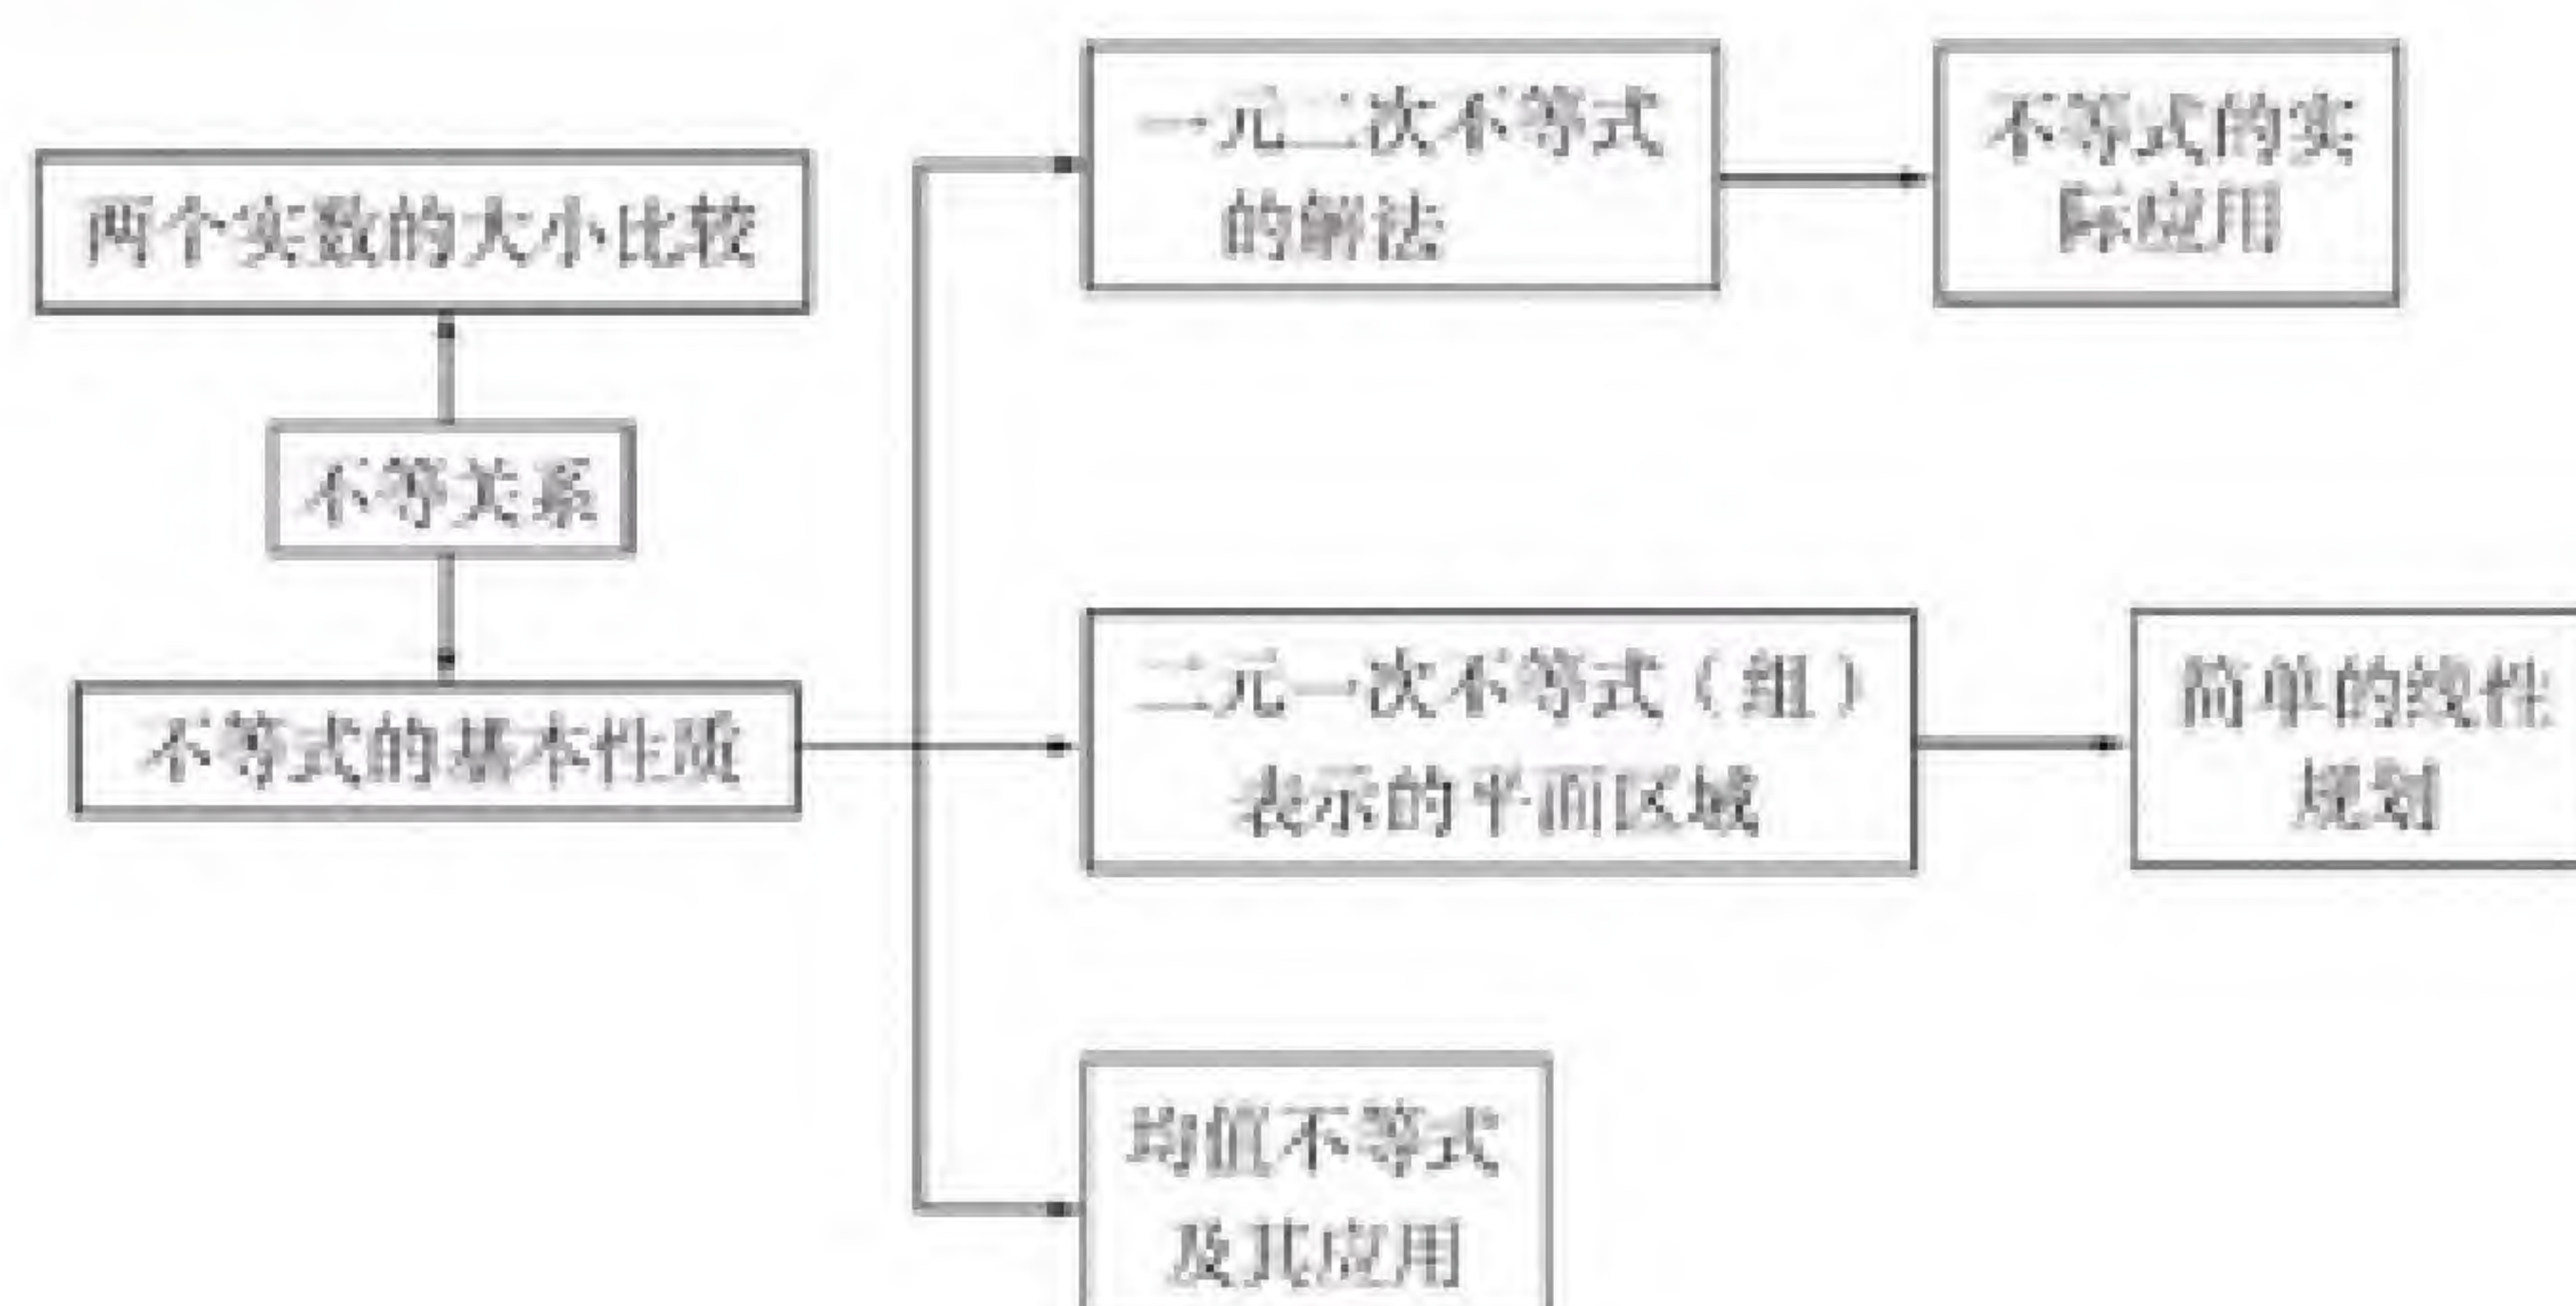 两个实数的大小比较
不等关系
不等式的基本性质
一元二次不等式
的解法
不等式的实
际应用
二元一次不等式（组）
表示的平面区域
简单的线性
规划
均值不等式
及其应用